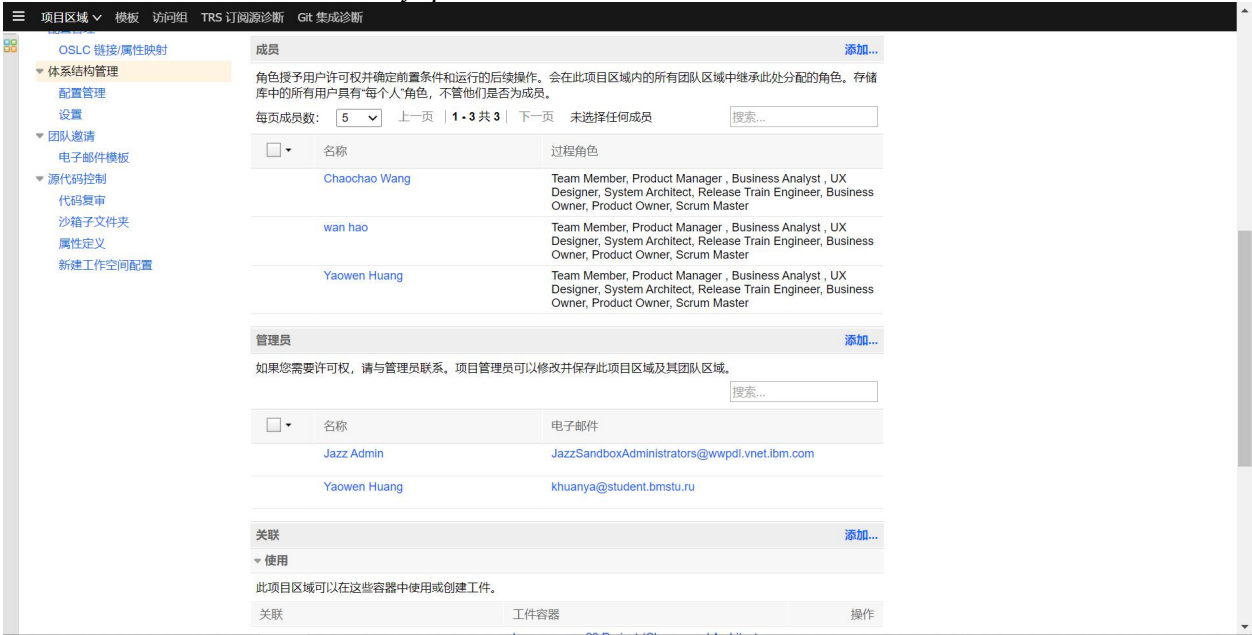 项目区域 模板 访问组 TRS 订阅源诊断 Git 集成诊断
配置管理
OSLC 链接/属性映射
体系结构管理
配置管理
设置
团队邀请
电子邮件模板
源代码控制
代码复审
沙箱子文件夹
属性定义
新建工作空间配置
成员 添加...
角色授予用户许可权并确定前置条件和运行的后续操作。会在此项目区域内的所有团队区域中继承此处分配的角色。存储
库中的所有用户具有“每个人”角色，不管他们是否为成员。
每页成员数: 5 上一页 | 1 - 3 共 3 | 下一页 未选择任何成员 搜索...
名称 过程角色
Chaochao Wang Team Member, Product Manager , Business Analyst , UX
Designer, System Architect, Release Train Engineer, Business
Owner, Product Owner, Scrum Master
wan hao Team Member, Product Manager , Business Analyst , UX
Designer, System Architect, Release Train Engineer, Business
Owner, Product Owner, Scrum Master
Yaowen Huang Team Member, Product Manager , Business Analyst , UX
Designer, System Architect, Release Train Engineer, Business
Owner, Product Owner, Scrum Master
管理员 添加...
如果您需要许可权，请与管理员联系。项目管理员可以修改并保存此项目区域及其团队区域。
搜索...
名称 电子邮件
Jazz Admin JazzSandboxAdministrators@wwpdl.vnet.ibm.com
Yaowen Huang khuanya@student.bmstu.ru
关联 添加...
使用
此项目区域可以在这些容器中使用或创建工件。
关联 工件容器 操作